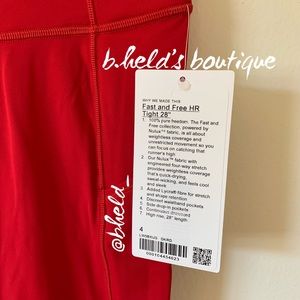 b.held's boutique
WHY WE MADE THIS
Fast and Free HR
Tight 28"
1. 100% pure freedom. The Fast and
Free collection, powered by
Nulux™ fabric, is all about
weightless coverage and
unrestricted movement so you
can focus on catching that
runner's high
2. Our Nulux™ fabric with
engineered four-way stretch
provides weightless coverage
that's quick-drying,
sweat-wicking, and feels cool
and sleek
3. Added Lycra® fibre for stretch
and shape retention
4. Discreet waistband pockets
5. Side drop-in pockets
6. Continuous drawcord
7. High rise, 28" length
4
@bheld_